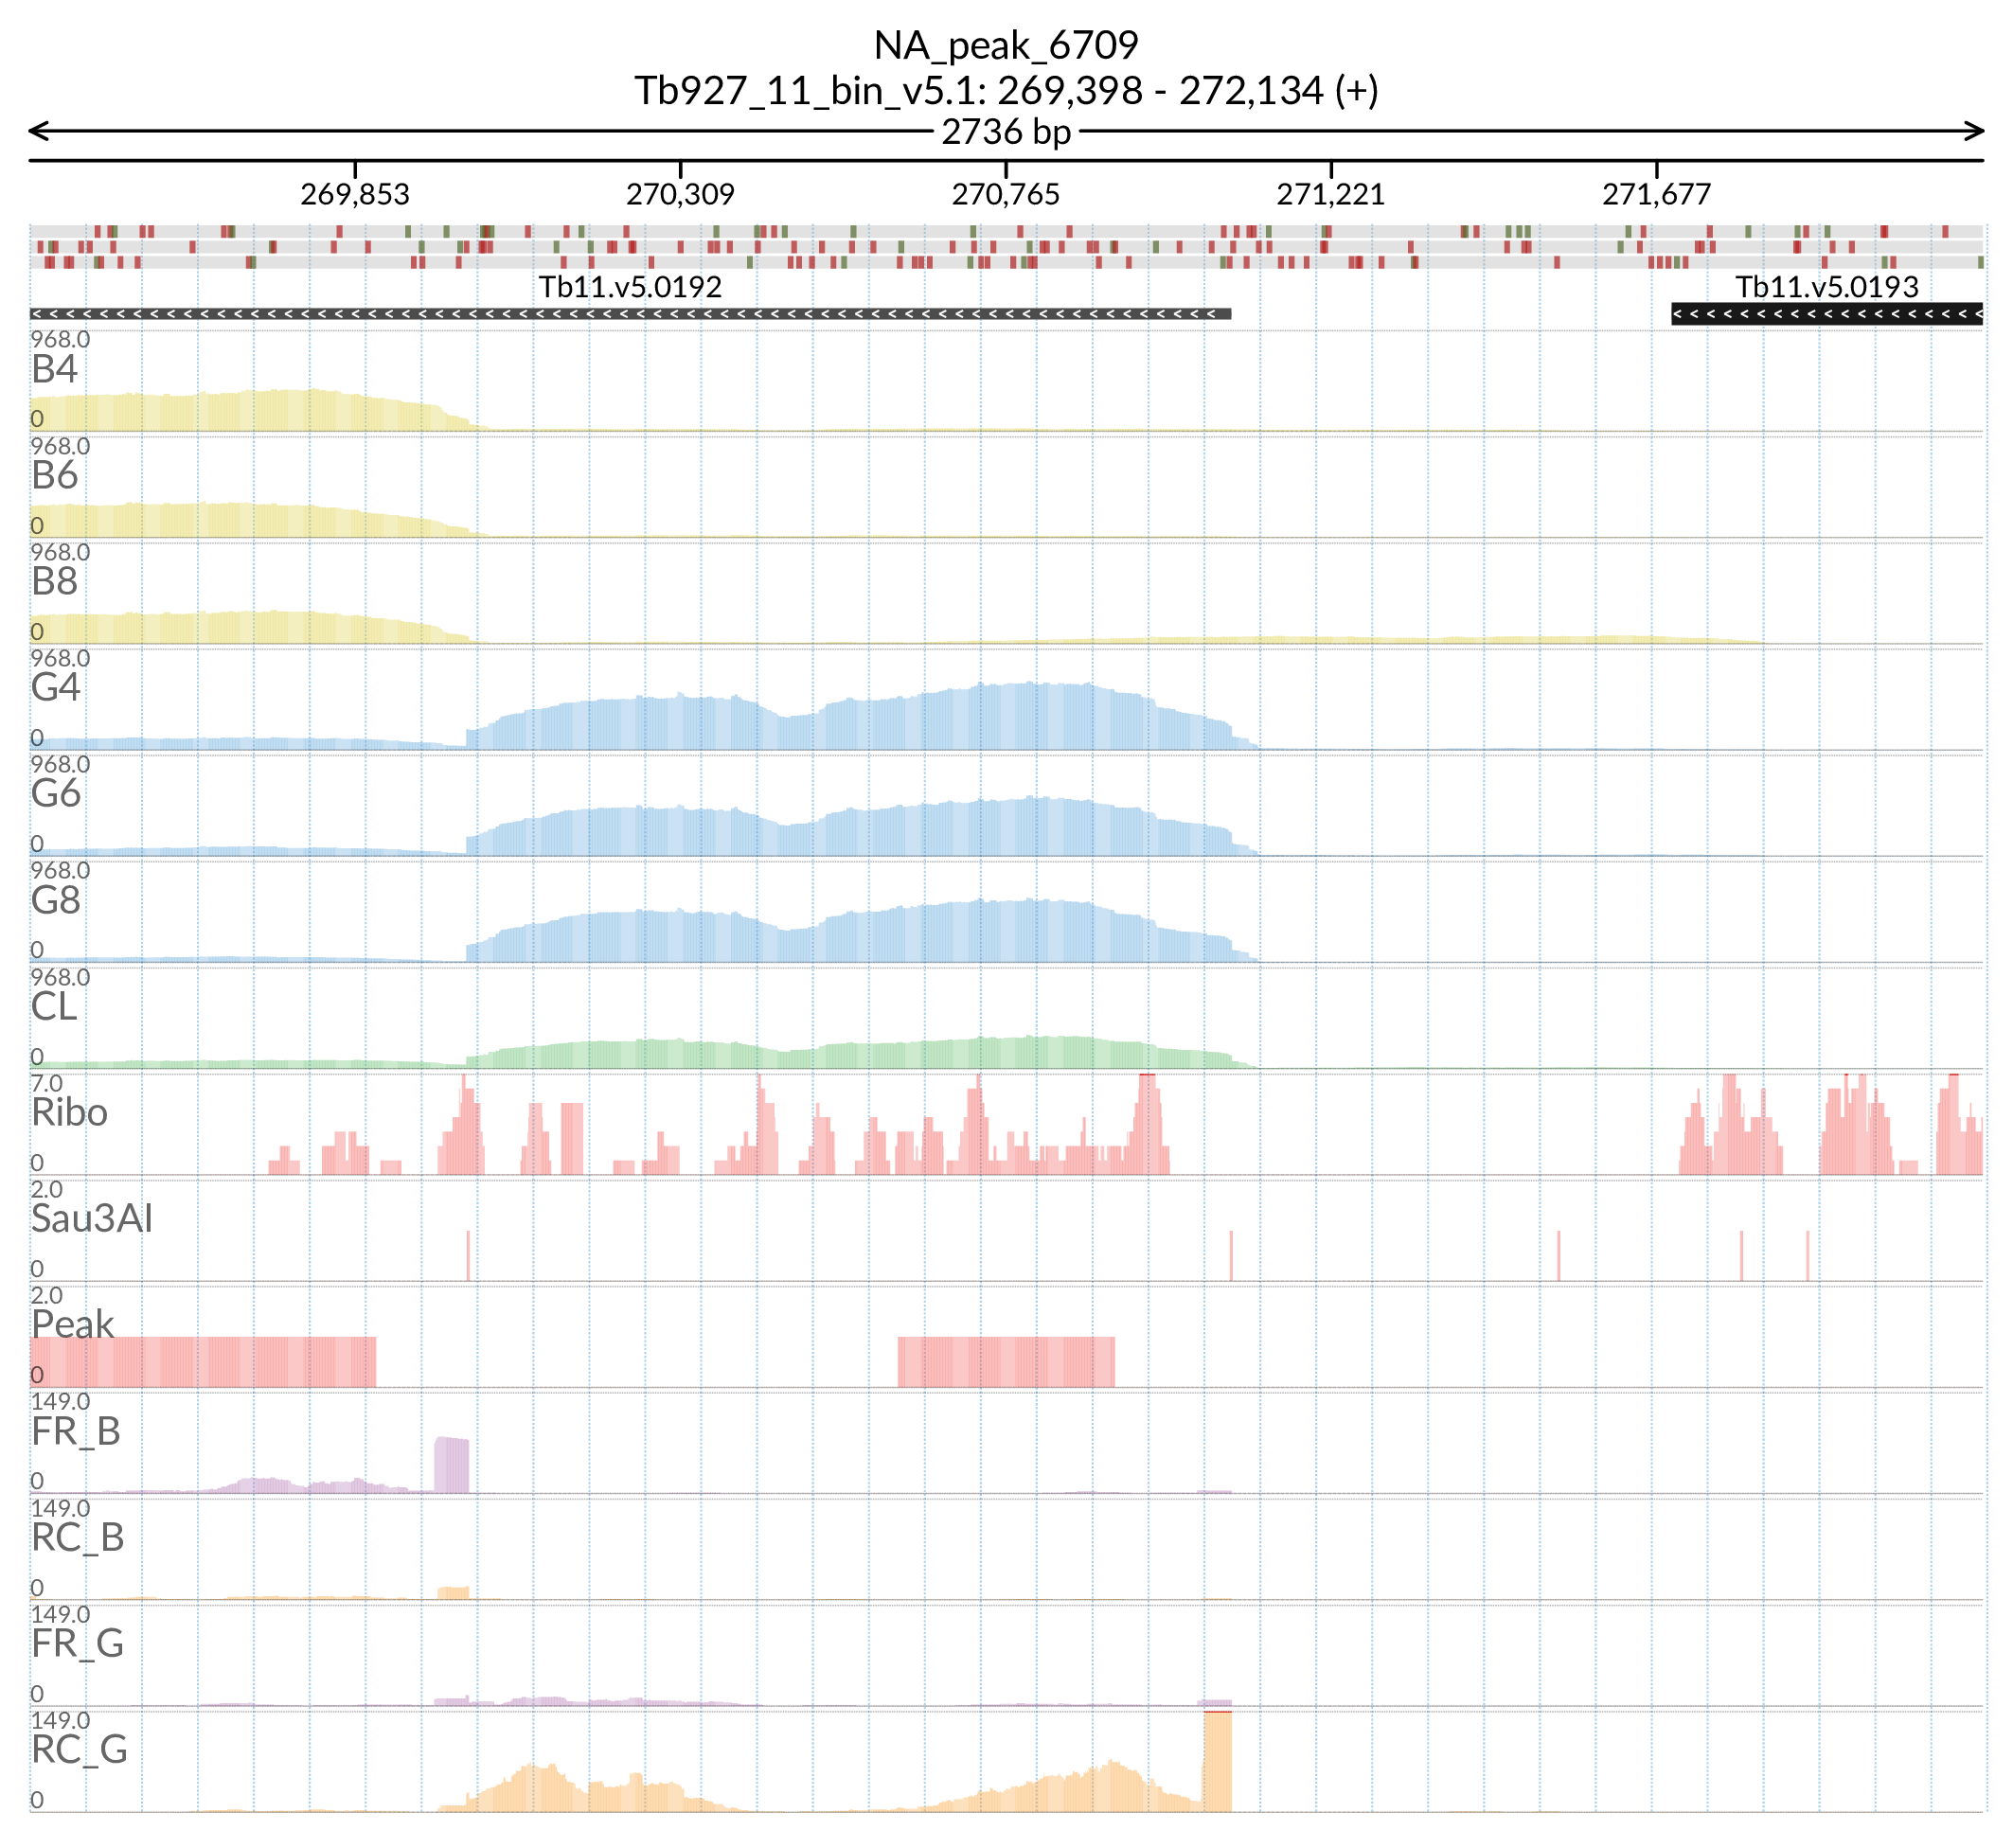 NA_peak_6709
Tb927_11_bin_v5.1: 269,398 - 272,134 (+)
2736 bp
269,853 270,309 270,765 271,221 271,677
Tb11.v5.0192 Tb11.v5.0193
968.0
B4
0
968.0
B6
0
968.0
B8
0
968.0
G4
0
968.0
G6
0
968.0
G8
0
968.0
CL
0
7.0
Ribo
0
2.0
Sau3AI
0
2.0
Peak
0
149.0
FR_B
0
149.0
RC_B
0
149.0
FR_G
0
149.0
RC_G
0